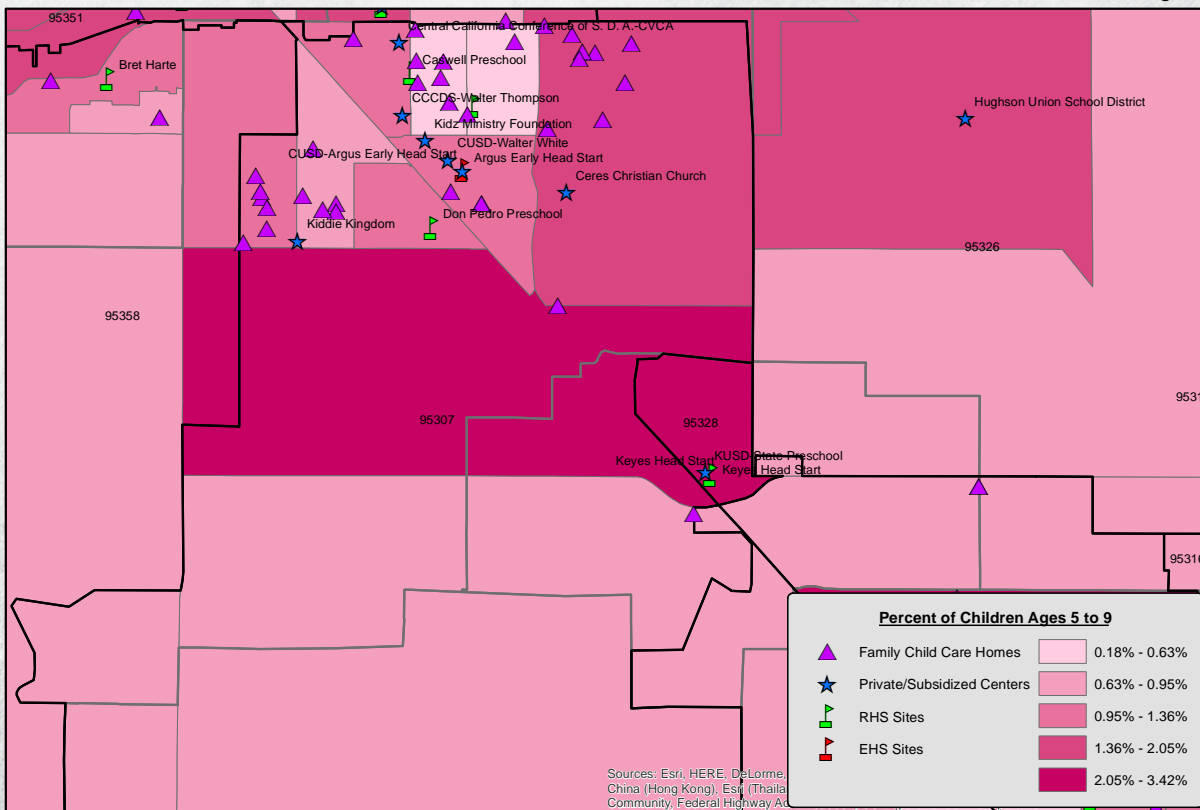 95351
Central California Conference of S. D. A.-CVCA
Bret Harte
Caswell Preschool
CCCDS-Walter Thompson
Hughson Union School District
Kidz Ministry Foundation
CUSD-Walter White
CUSD-Argus Early Head Start
Argus Early Head Start
Ceres Christian Church
Don Pedro Preschool
Kiddie Kingdom
95326
95358
95307
95328
KUSD-State Preschool
Keyes Head Start
Keyes Head Start
Percent of Children Ages 5 to 9
Family Child Care Homes 0.18% - 0.63%
Private/Subsidized Centers 0.63% - 0.95%
RHS Sites 0.95% - 1.36%
EHS Sites 1.36% - 2.05%
2.05% - 3.42%
Sources: Esri, HERE, DeLorme,
China (Hong Kong), Esri (Thaila
Community, Federal Highway Ad